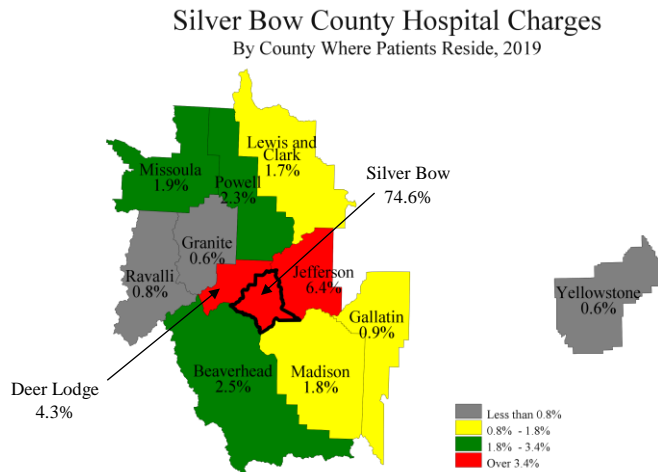 Silver Bow County Hospital Charges
By County Where Patients Reside, 2019
Lewis and
Clark
1.7%
Silver Bow
74.6%
Missoula
1.9%
Powell
2.3%
Granite
0.6%
Ravalli
0.8%
Jefferson
6.4%
Yellowstone
0.6%
Gallatin
0.9%
Deer Lodge
4.3%
Beaverhead
2.5%
Madison
1.8%
Less than 0.8%
0.8% - 1.8%
1.8% - 3.4%
Over 3.4%